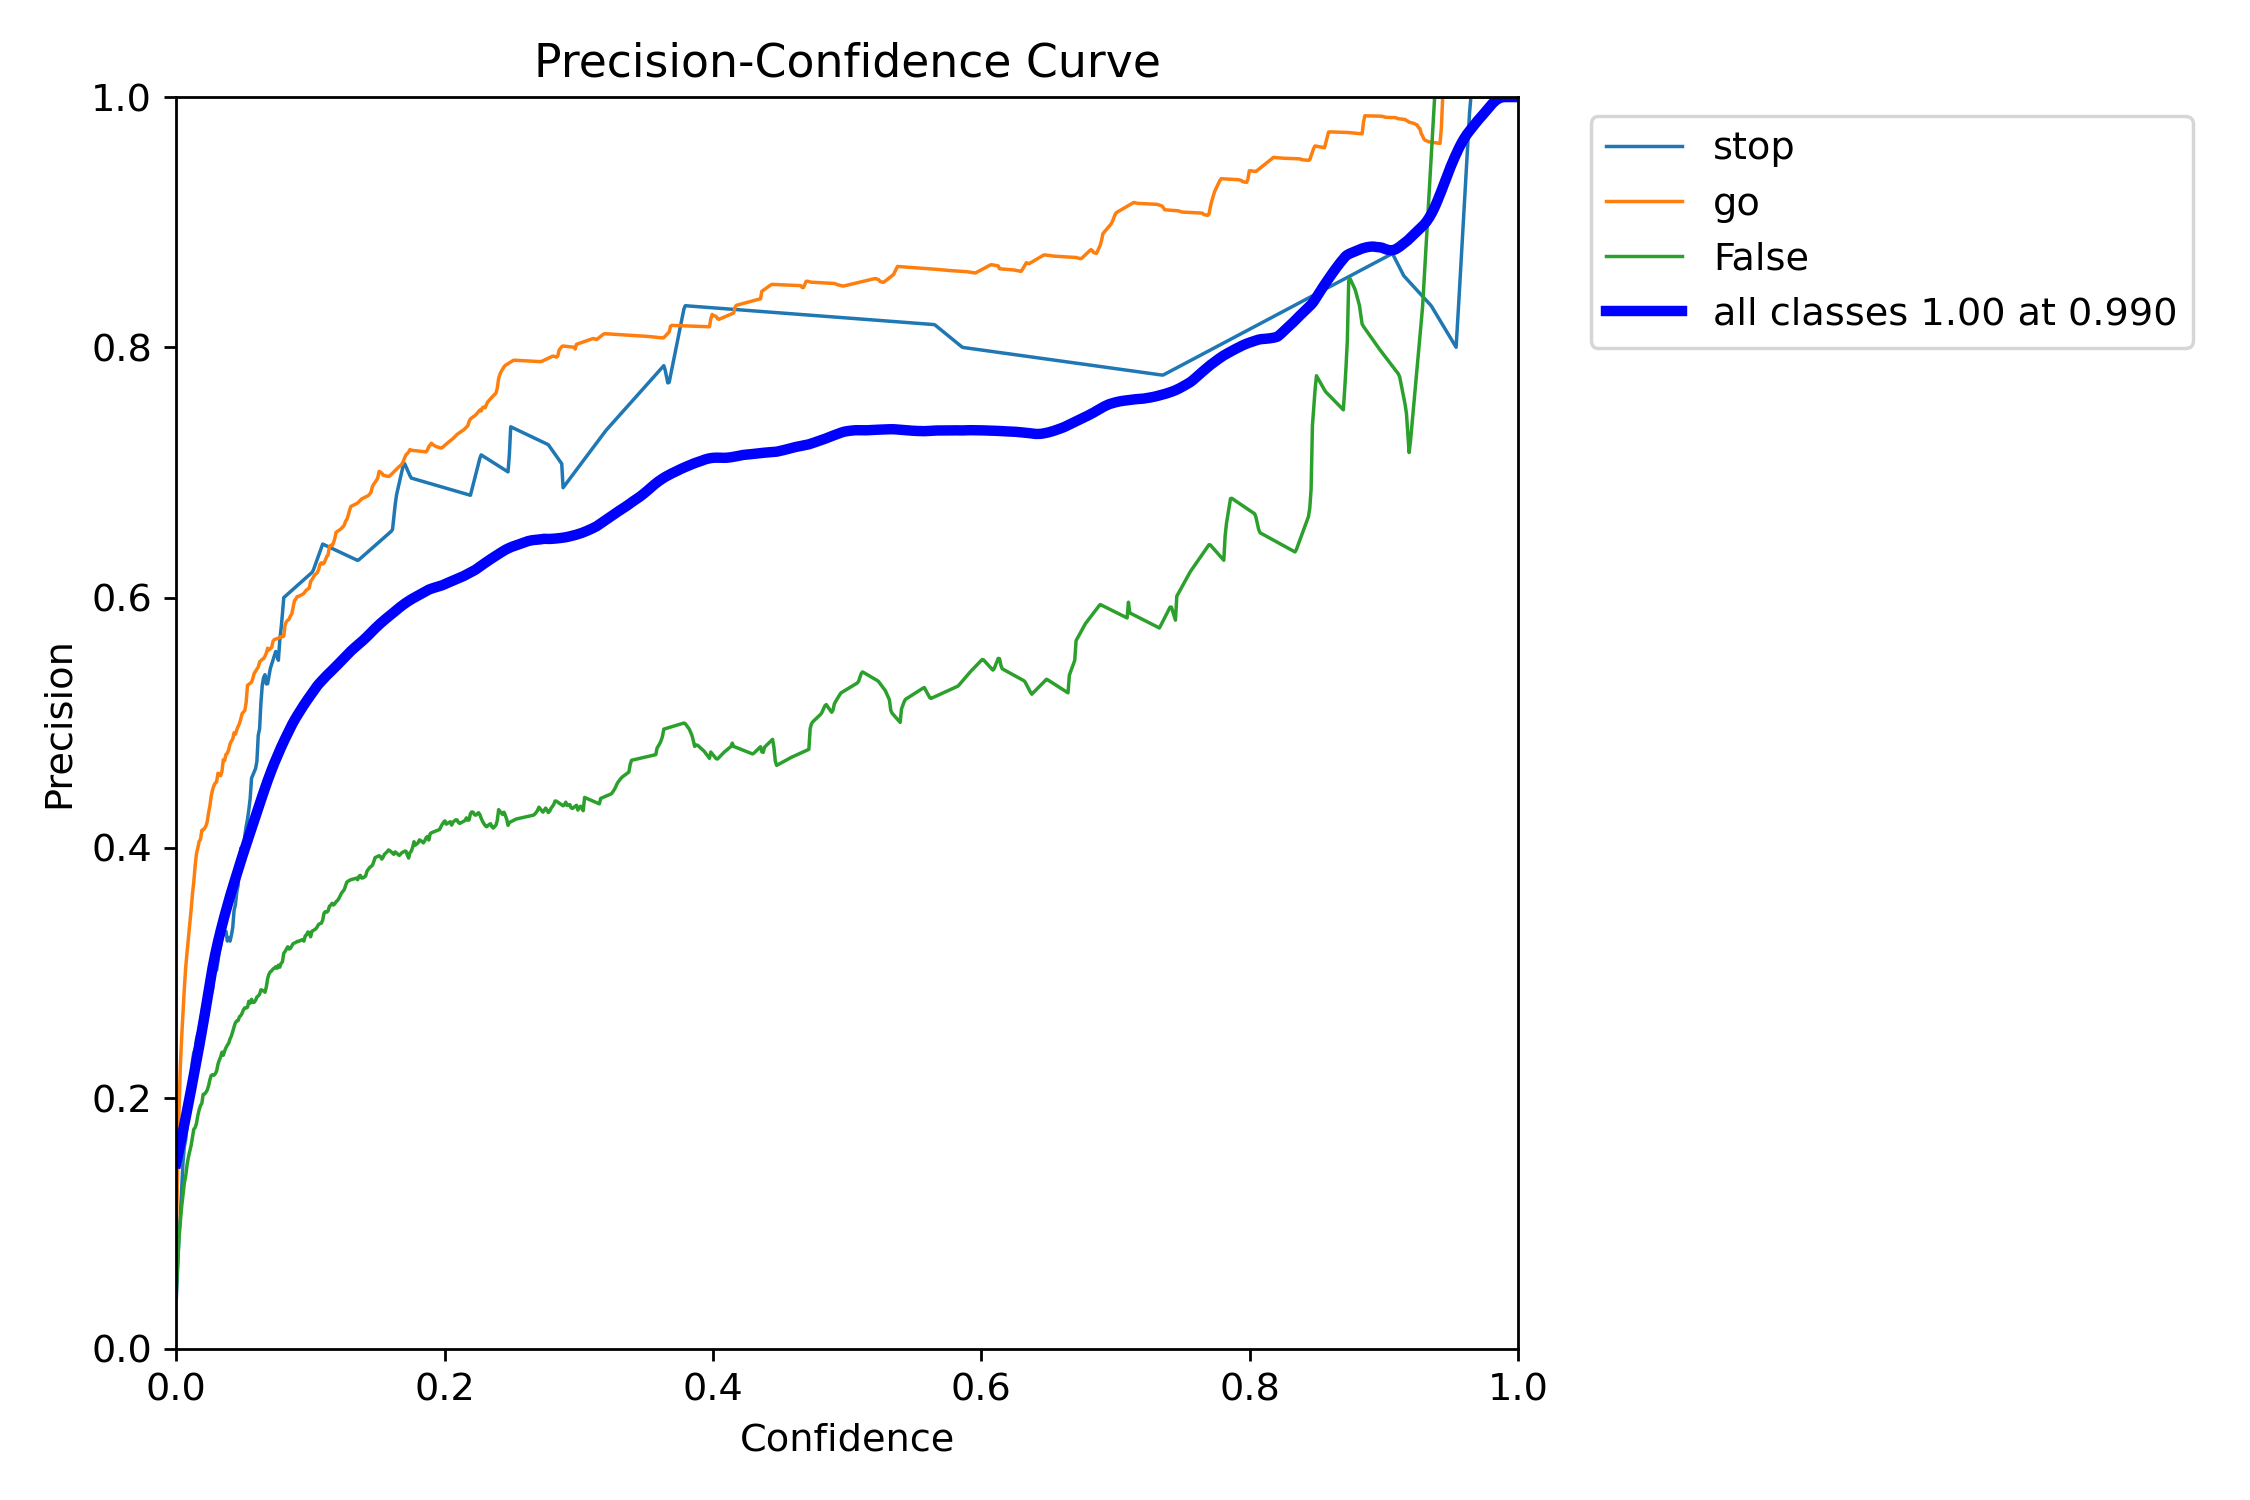 Precision-Confidence Curve
1.0
0.8
0.6
0.4
0.2
0.0
Precision
0.0 0.2 0.4 0.6 0.8 1.0
Confidence
stop
go
False
all classes 1.00 at 0.990